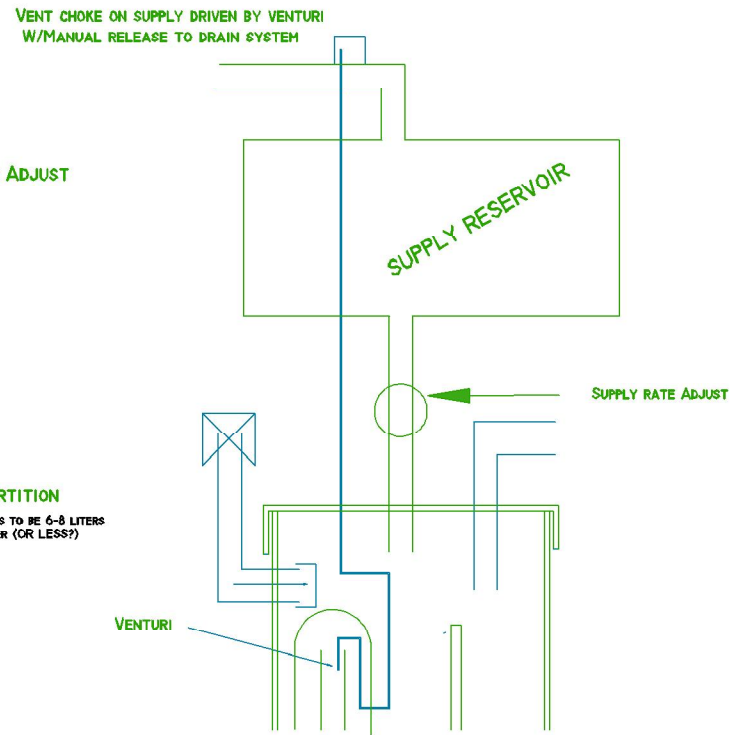 Vent choke on supply driven by venturi
w/Manual release to drain system
Adjust
Supply Reservoir
Supply rate Adjust
rtition
s to be 6-8 liters
r (or less?)
Venturi